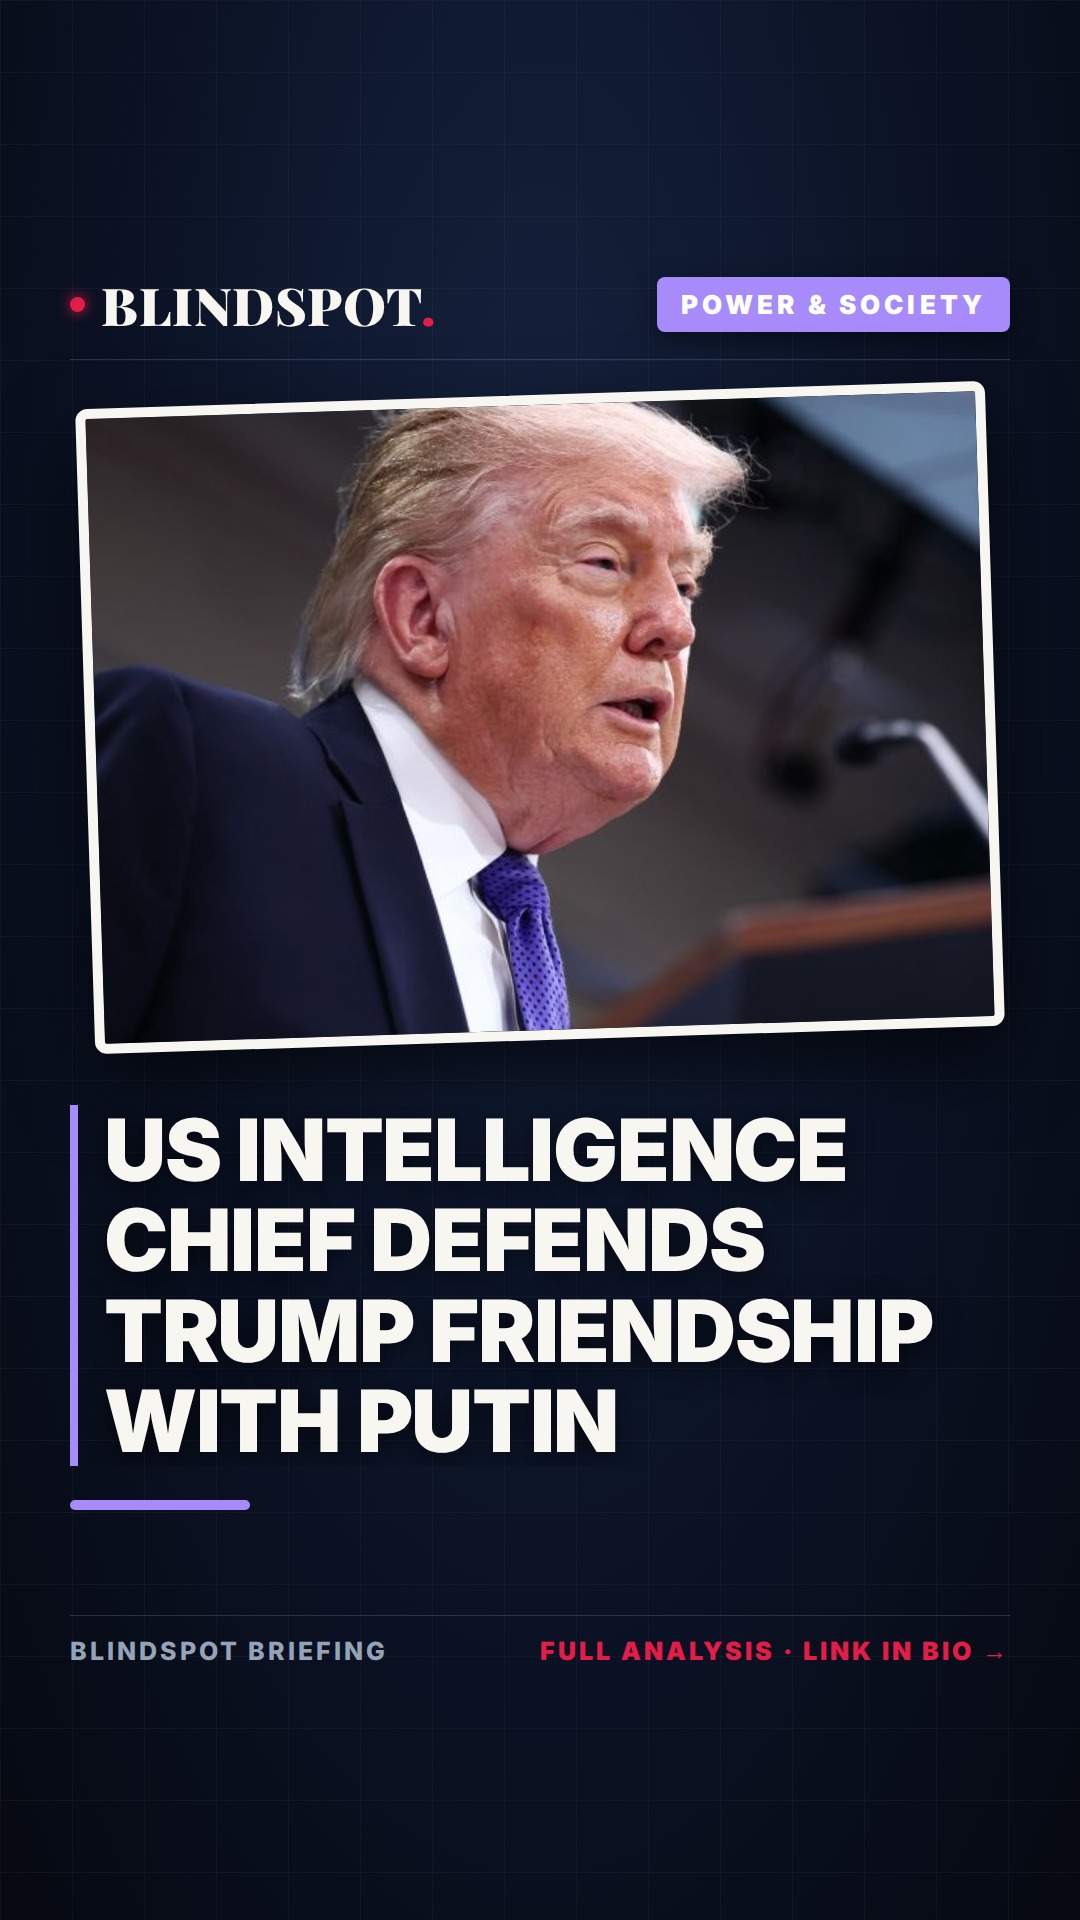 BLINDSPOT.
POWER & SOCIETY
US INTELLIGENCE
CHIEF DEFENDS
TRUMP FRIENDSHIP
WITH PUTIN
BLINDSPOT BRIEFING
FULL ANALYSIS · LINK IN BIO →